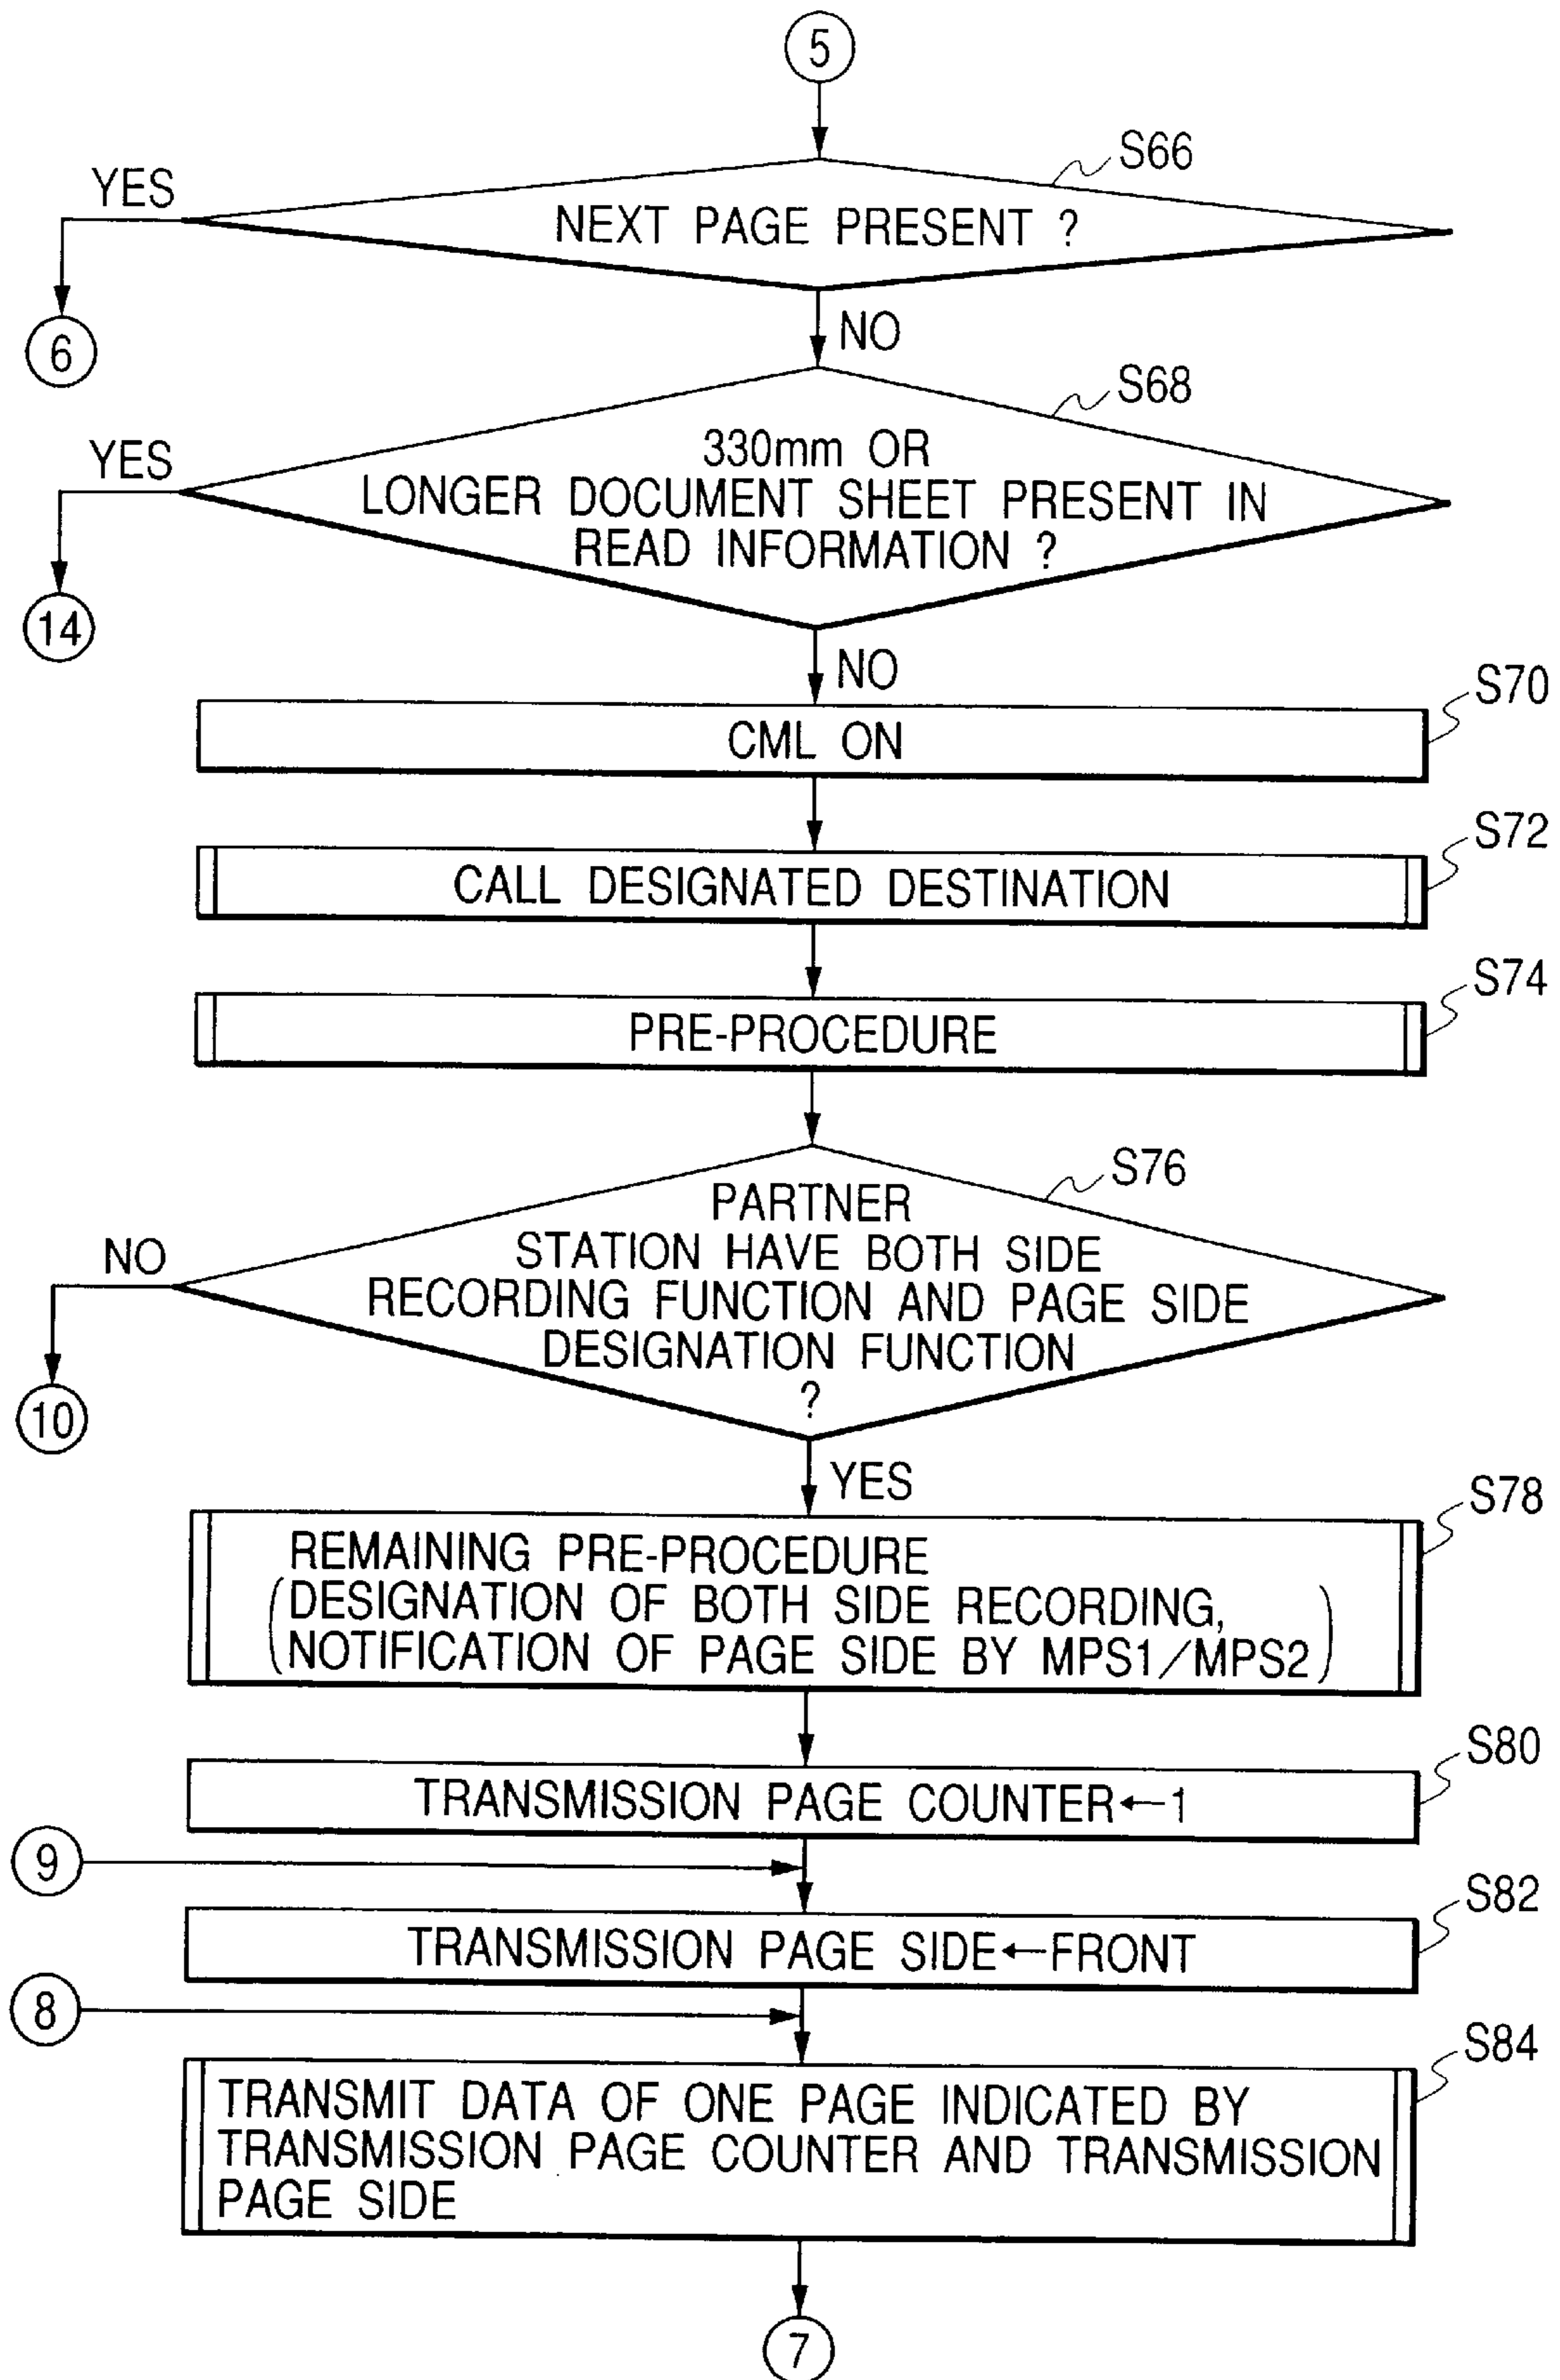 5
S66
YES
NEXT PAGE PRESENT ?
6
NO
S68
YES
330mm OR
LONGER DOCUMENT SHEET PRESENT IN
READ INFORMATION ?
14
NO
S70
CML ON
S72
CALL DESIGNATED DESTINATION
S74
PRE-PROCEDURE
S76
NO
PARTNER
STATION HAVE BOTH SIDE
RECORDING FUNCTION AND PAGE SIDE
DESIGNATION FUNCTION
?
10
YES
S78
REMAINING PRE-PROCEDURE
(DESIGNATION OF BOTH SIDE RECORDING,
NOTIFICATION OF PAGE SIDE BY MPS1/MPS2)
S80
TRANSMISSION PAGE COUNTER←1
9
S82
TRANSMISSION PAGE SIDE←FRONT
8
S84
TRANSMIT DATA OF ONE PAGE INDICATED BY
TRANSMISSION PAGE COUNTER AND TRANSMISSION
PAGE SIDE
7